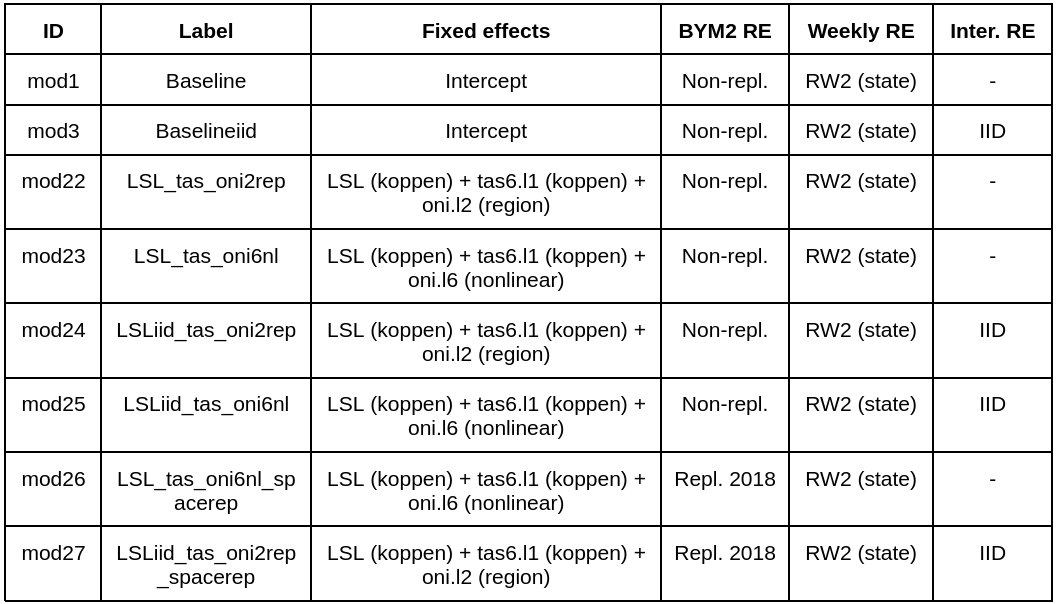 ID Label Fixed effects BYM2 RE Weekly RE Inter. RE
mod1 Baseline Intercept Non-repl. RW2 (state) -
mod3 Baselineiid Intercept Non-repl. RW2 (state) IID
mod22 LSL_tas_oni2rep LSL (koppen) + tas6.l1 (koppen) + Non-repl. RW2 (state) -
oni.l2 (region)
mod23 LSL_tas_oni6nl LSL (koppen) + tas6.l1 (koppen) + Non-repl. RW2 (state) -
oni.l6 (nonlinear)
mod24 LSLiid_tas_oni2rep LSL (koppen) + tas6.l1 (koppen) + Non-repl. RW2 (state) IID
oni.l2 (region)
mod25 LSLiid_tas_oni6nl LSL (koppen) + tas6.l1 (koppen) + Non-repl. RW2 (state) IID
oni.l6 (nonlinear)
mod26 LSL_tas_oni6nl_sp LSL (koppen) + tas6.l1 (koppen) + Repl. 2018 RW2 (state) -
acerep oni.l6 (nonlinear)
mod27 LSLiid_tas_oni2rep LSL (koppen) + tas6.l1 (koppen) + Repl. 2018 RW2 (state) IID
_spacerep oni.l2 (region)